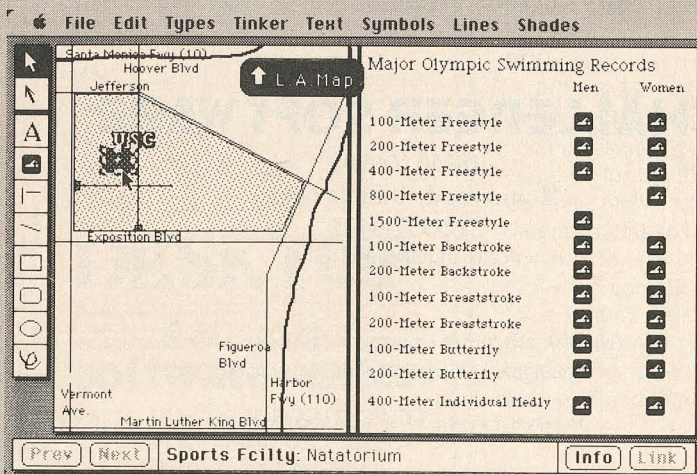 File Edit Types Tinker Text Symbols Lines Shades
Santa Monica Fwy (10)
Hoover Blvd
Jefferson
L.A. Map
USC
Exposition Blvd
Figueroa
Blvd
Harbor
Fwy (110)
Vermont
Ave.
Martin Luther King Blvd
A
Major Olympic Swimming Records
Men Women
100-Meter Freestyle
200-Meter Freestyle
400-Meter Freestyle
800-Meter Freestyle
1500-Meter Freestyle
100-Meter Backstroke
200-Meter Backstroke
100-Meter Breaststroke
200-Meter Breaststroke
100-Meter Butterfly
200-Meter Butterfly
400-Meter Individual Medly
Prev Next Sports Fcilty: Natatorium Info Link